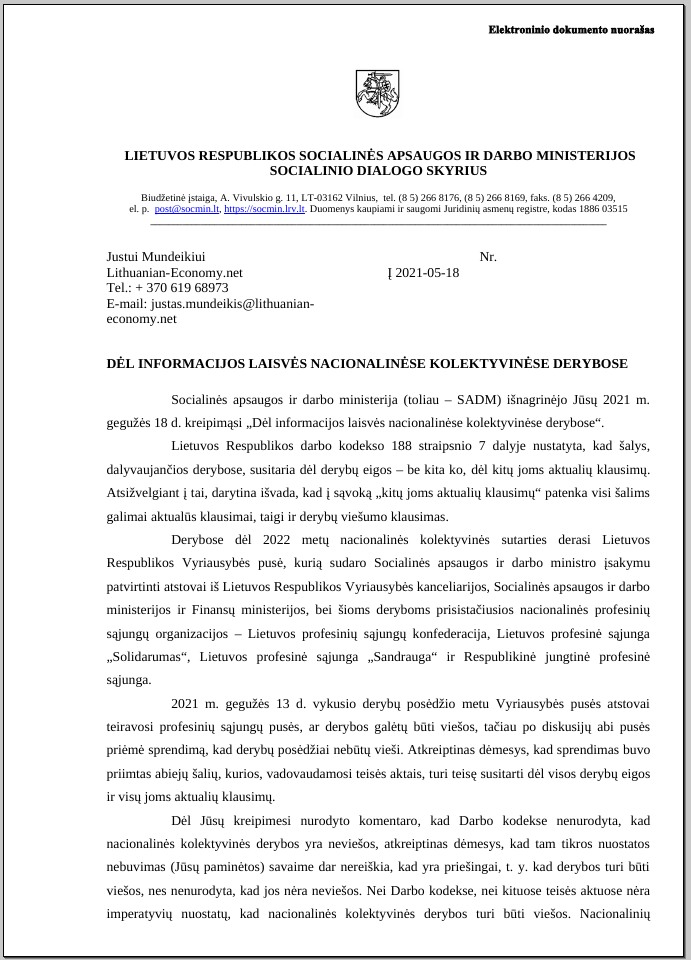 Elektroninio dokumento nuorašas
LIETUVOS RESPUBLIKOS SOCIALINĖS APSAUGOS IR DARBO MINISTERIJOS
SOCIALINIO DIALOGO SKYRIUS
Biudžetinė įstaiga, A. Vivulskio g. 11, LT-03162 Vilnius, tel. (8 5) 266 8176, (8 5) 266 8169, faks. (8 5) 266 4209,
el. p. post@socmin.lt, https://socmin.lrv.lt. Duomenys kaupiami ir saugomi Juridinių asmenų registre, kodas 1886 03515
Justui Mundeikiui
Nr.
Lithuanian-Economy.net
Į 2021-05-18
Tel.: + 370 619 68973
E-mail: justas.mundeikis@lithuanian-
economy.net
DĖL INFORMACIJOS LAISVĖS NACIONALINĖSE KOLEKTYVINĖSE DERYBOSE
Socialinės apsaugos ir darbo ministerija (toliau – SADM) išnagrinėjo Jūsų 2021 m.
gegužės 18 d. kreipimąsi „Dėl informacijos laisvės nacionalinėse kolektyvinėse derybose“.
Lietuvos Respublikos darbo kodekso 188 straipsnio 7 dalyje nustatyta, kad šalys,
dalyvaujančios derybose, susitaria dėl derybų eigos – be kita ko, dėl kitų joms aktualių klausimų.
Atsižvelgiant į tai, darytina išvada, kad į sąvoką „kitų joms aktualių klausimų“ patenka visi šalims
galimai aktualūs klausimai, taigi ir derybų viešumo klausimas.
Derybose dėl 2022 metų nacionalinės kolektyvinės sutarties derasi Lietuvos
Respublikos Vyriausybės pusė, kurią sudaro Socialinės apsaugos ir darbo ministro įsakymu
patvirtinti atstovai iš Lietuvos Respublikos Vyriausybės kanceliarijos, Socialinės apsaugos ir darbo
ministerijos ir Finansų ministerijos, bei šioms deryboms prisistačiusios nacionalinės profesinių
sąjungų organizacijos – Lietuvos profesinių sąjungų konfederacija, Lietuvos profesinė sąjunga
„Solidarumas“, Lietuvos profesinė sąjunga „Sandrauga“ ir Respublikinė jungtinė profesinė
sąjunga.
2021 m. gegužės 13 d. vykusio derybų posėdžio metu Vyriausybės pusės atstovai
teiravosi profesinių sąjungų pusės, ar derybos galėtų būti viešos, tačiau po diskusijų abi pusės
priėmė sprendimą, kad derybų posėdžiai nebūtų vieši. Atkreiptinas dėmesys, kad sprendimas buvo
priimtas abiejų šalių, kurios, vadovaudamosi teisės aktais, turi teisę susitarti dėl visos derybų eigos
ir visų joms aktualių klausimų.
Dėl Jūsų kreipimesi nurodyto komentaro, kad Darbo kodekse nenurodyta, kad
nacionalinės kolektyvinės derybos yra neviešos, atkreiptinas dėmesys, kad tam tikros nuostatos
nebuvimas (Jūsų paminėtos) savaime dar nereiškia, kad yra priešingai, t. y. kad derybos turi būti
viešos, nes nenurodyta, kad jos nėra neviešos. Nei Darbo kodekse, nei kituose teisės aktuose nėra
imperatyvių nuostatų, kad nacionalinės kolektyvinės derybos turi būti viešos. Nacionalinių